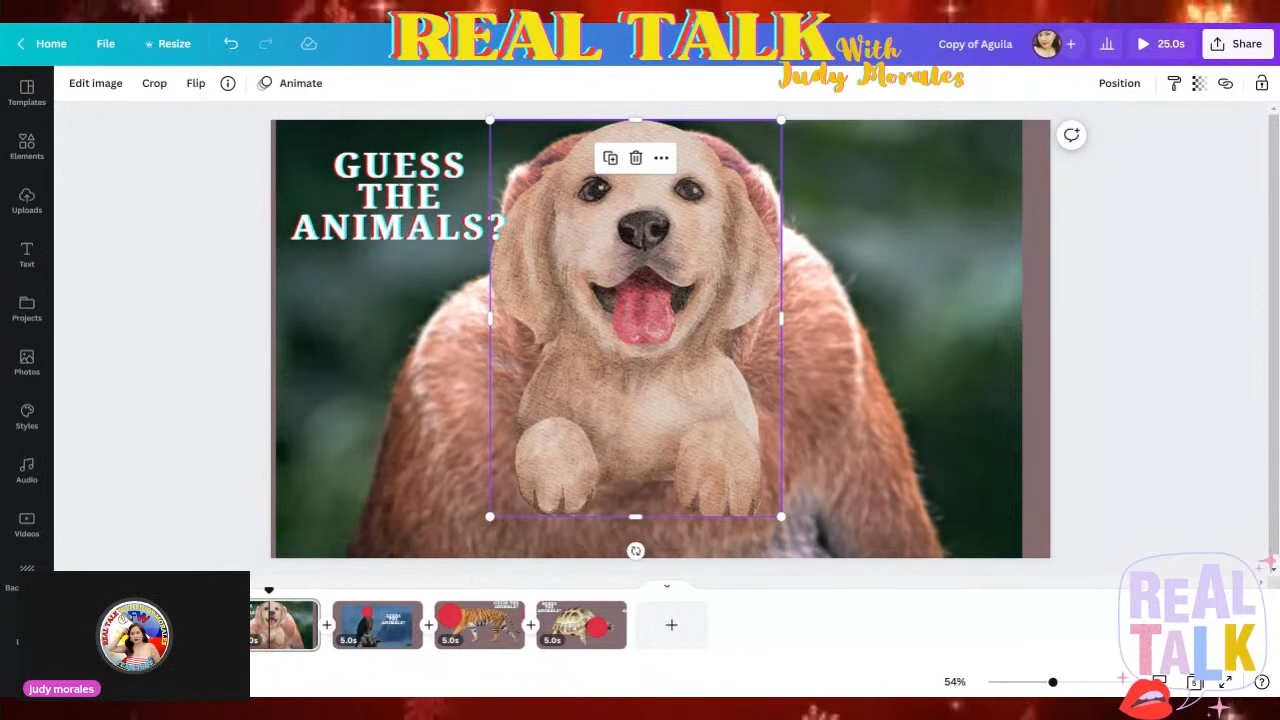 REAL TALK
With
Judy Morales
Home
File
Resize
Copy of Aguila
25.0s
Share
Edit image
Crop
Flip
Animate
Position
Templates
Elements
Uploads
Text
Projects
Photos
Styles
Audio
Videos
GUESS
THE
ANIMALS?
5.0s
5.0s
5.0s
judy morales
54%
5
REAL
TALK